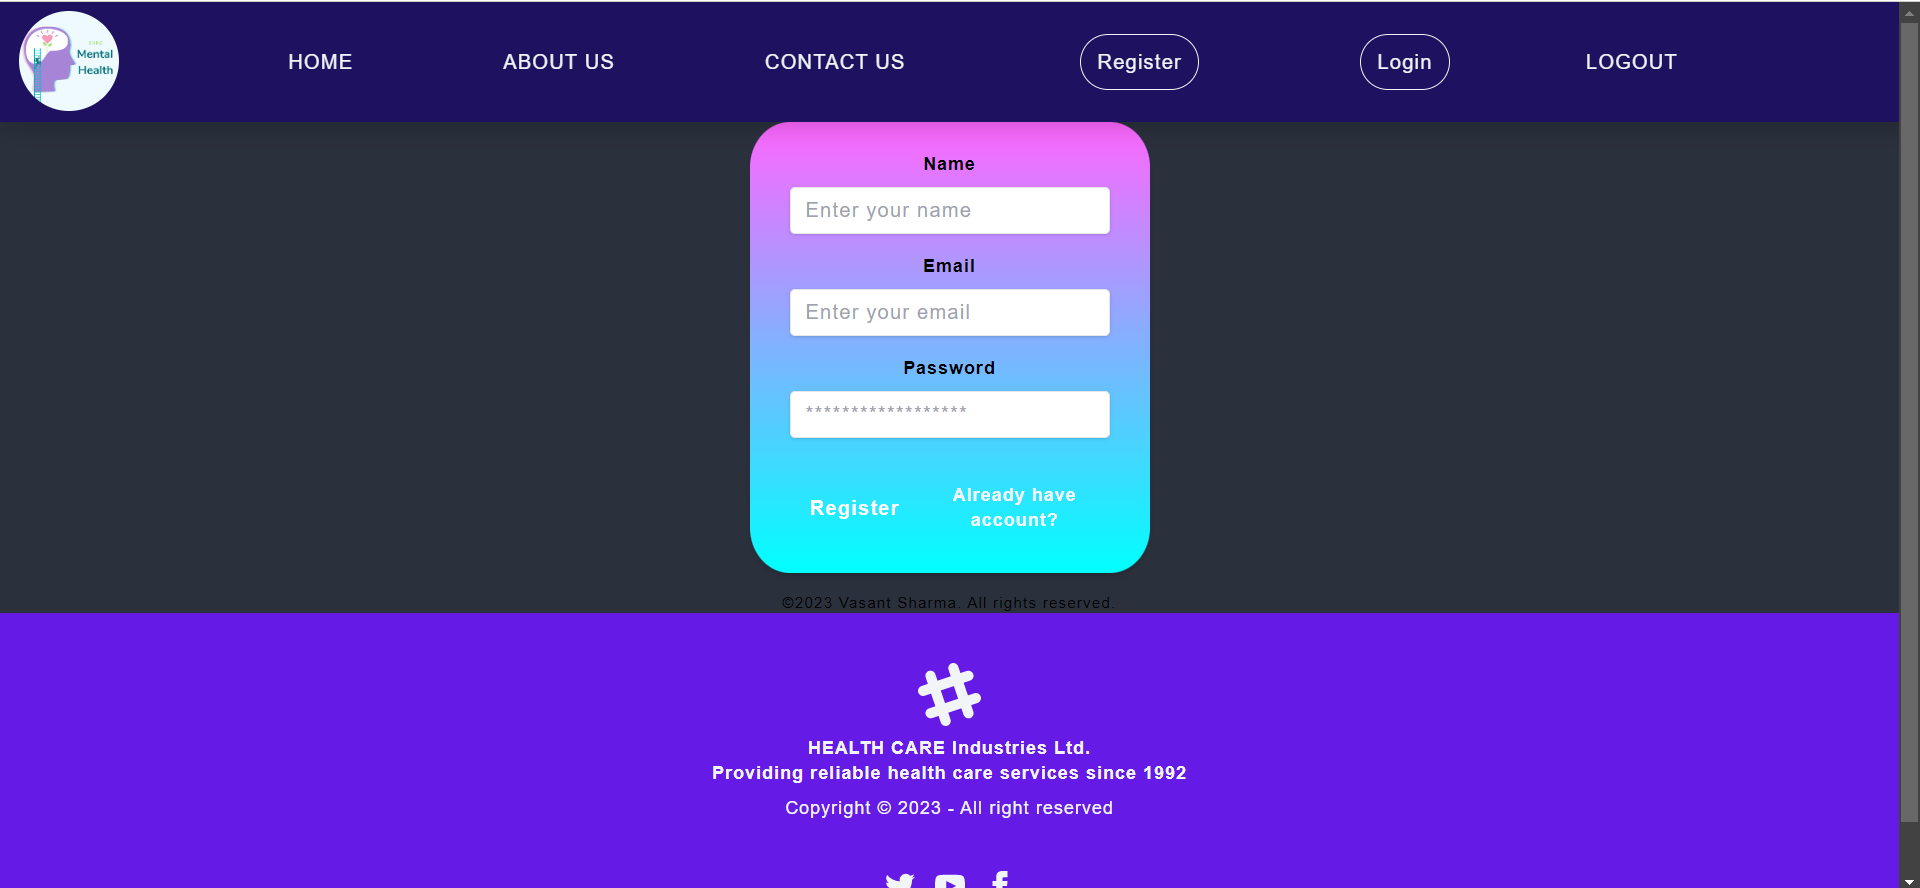 Mental
Health
HOME
ABOUT US
CONTACT US
Register
Login
LOGOUT
Name
Enter your name
Email
Enter your email
Password
******************
Register
Already have
account?
©2023 Vasant Sharma. All rights reserved.
HEALTH CARE Industries Ltd.
Providing reliable health care services since 1992
Copyright © 2023 - All right reserved